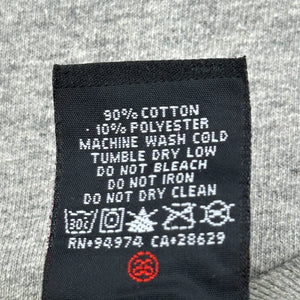 90% COTTON
10% POLYESTER
MACHINE WASH COLD
TUMBLE DRY LOW
DO NOT BLEACH
DO NOT IRON
DO NOT DRY CLEAN
30
RN*94974 CA*28629